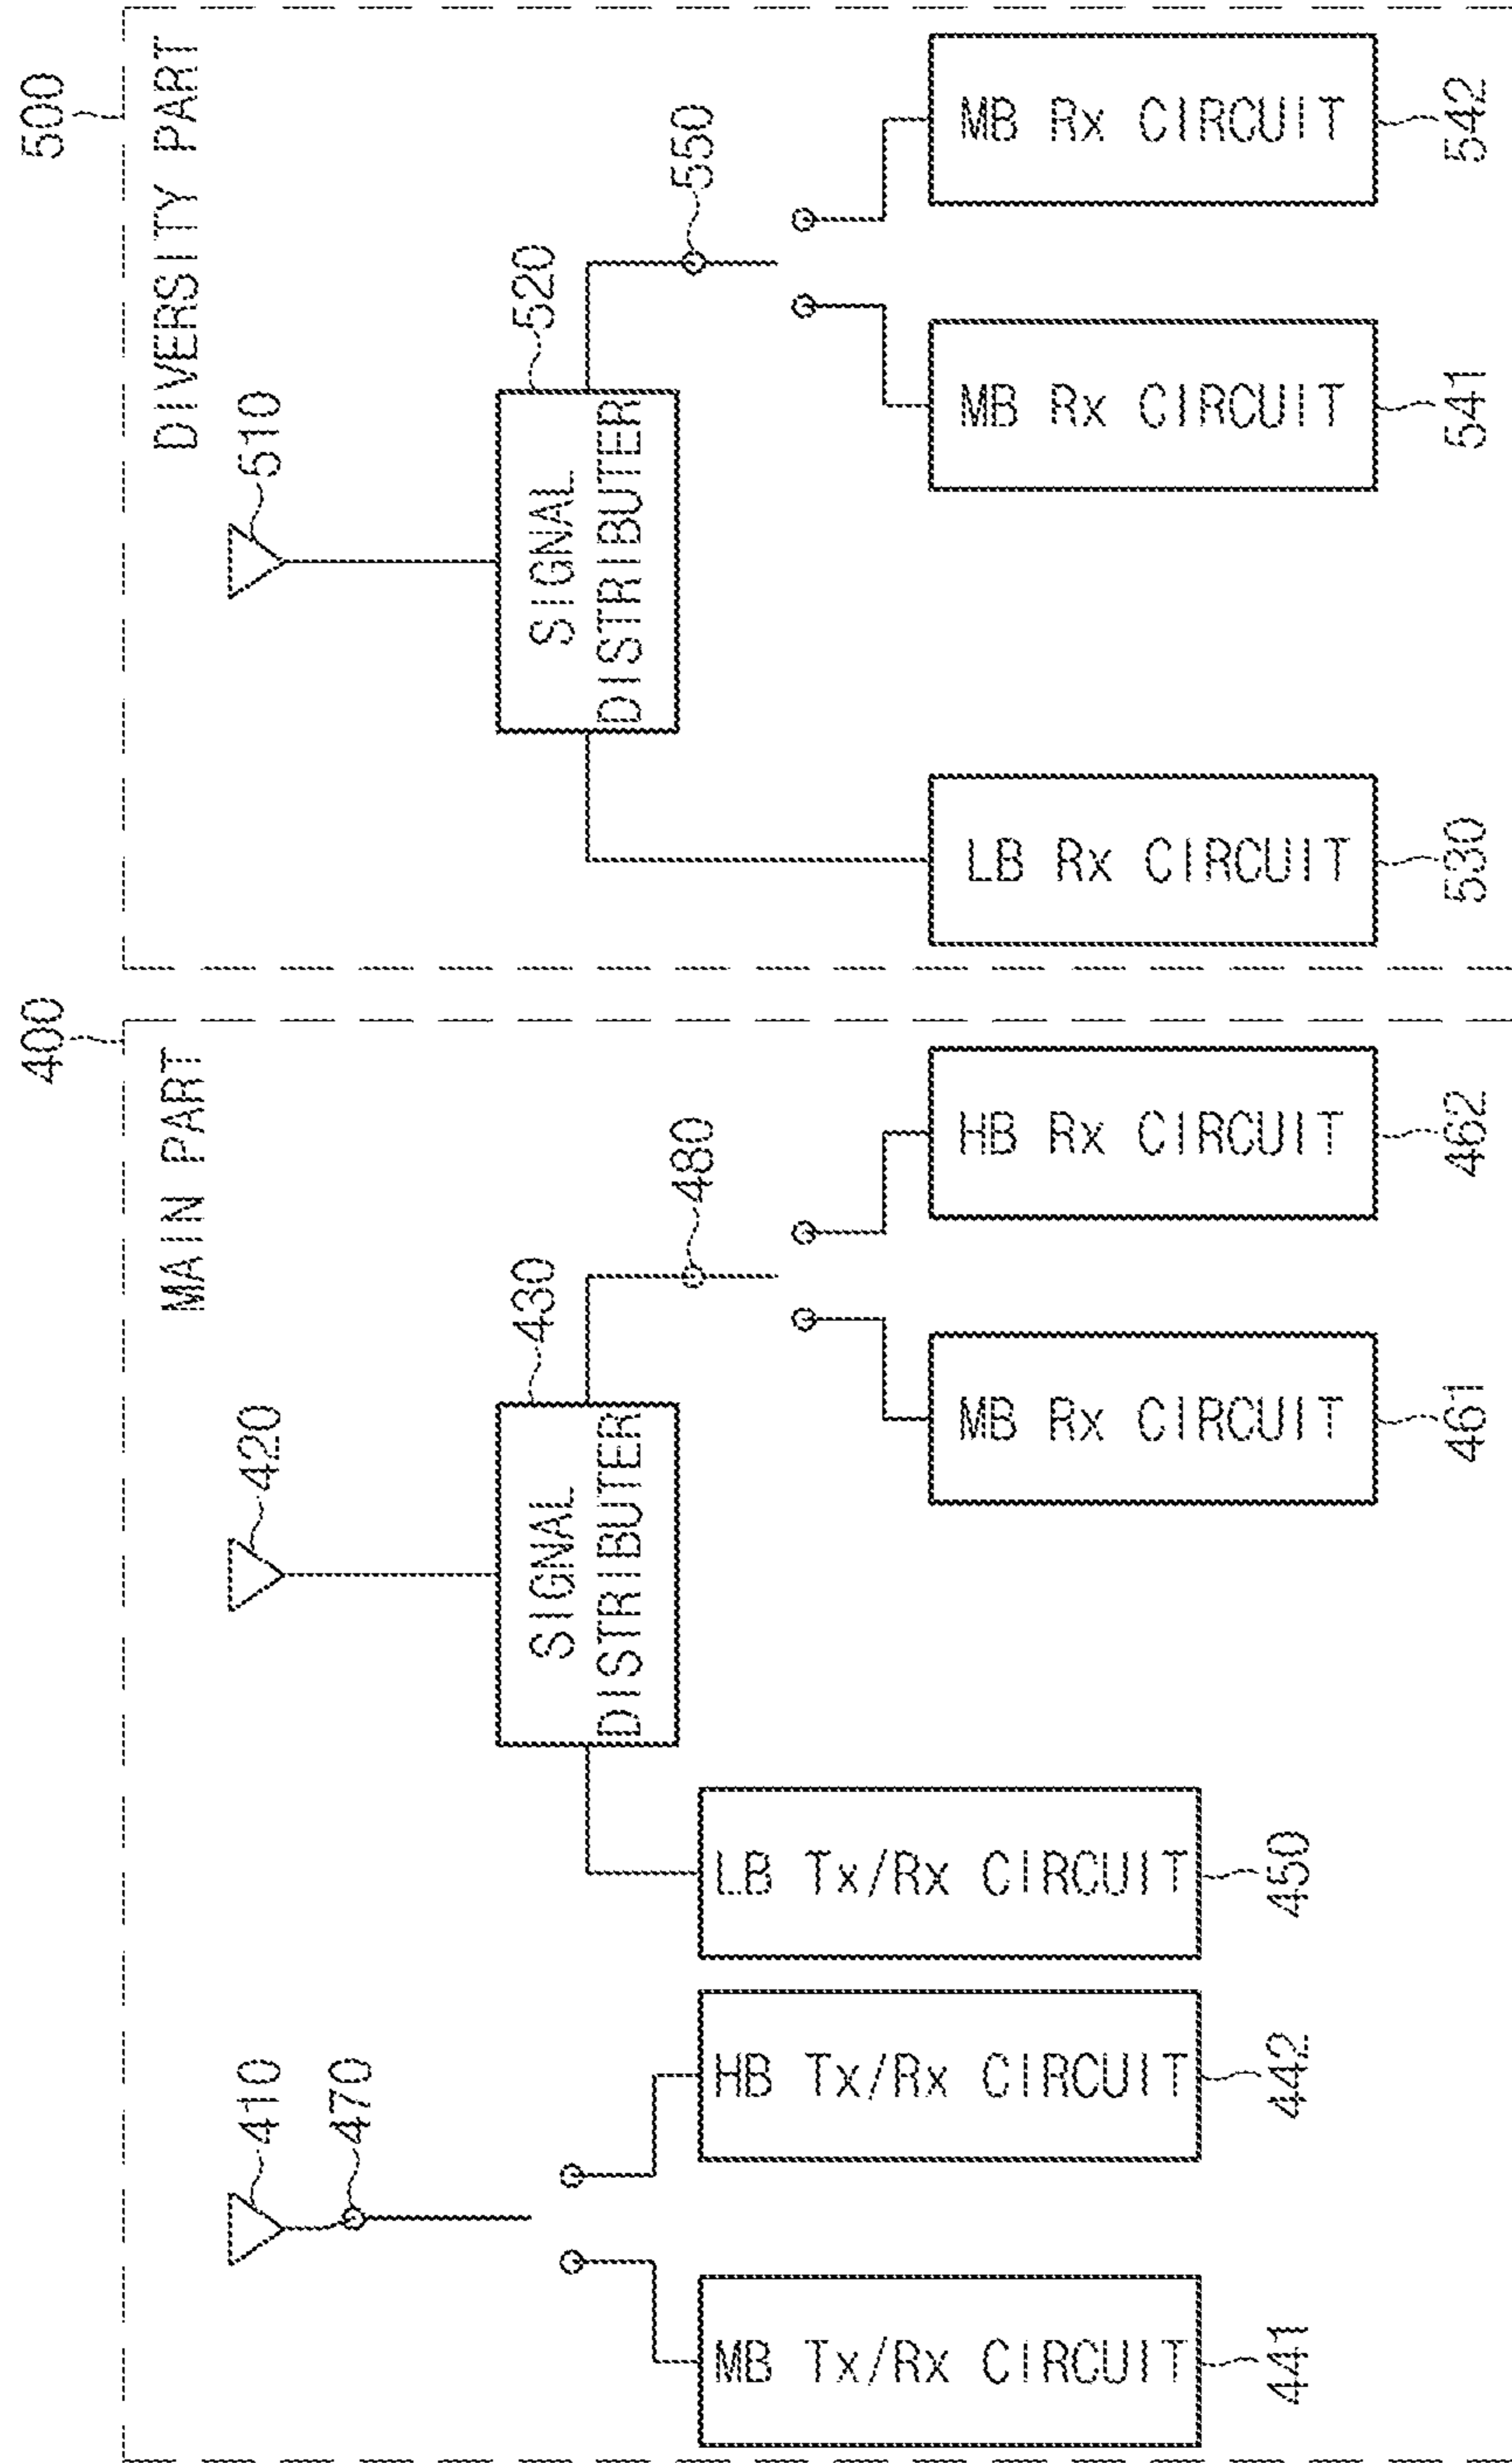 400
MAIN PART
410
470
420
430
SIGNAL
DISTRIBUTER
480
MB Tx/Rx CIRCUIT
441
HB Tx/Rx CIRCUIT
442
LB Tx/Rx CIRCUIT
450
MB Rx CIRCUIT
461
HB Rx CIRCUIT
462
500
DIVERSITY PART
510
520
SIGNAL
DISTRIBUTER
550
LB Rx CIRCUIT
530
MB Rx CIRCUIT
541
MB Rx CIRCUIT
542